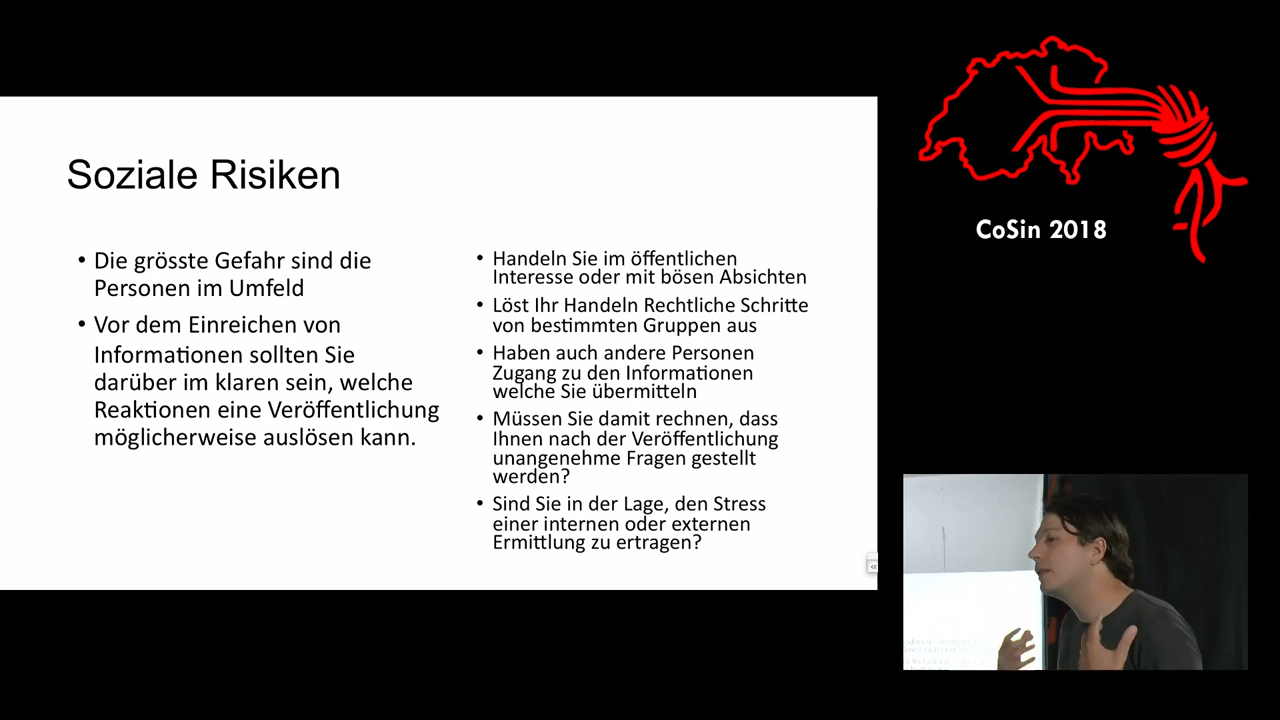 Soziale Risiken
• Die grösste Gefahr sind die
Personen im Umfeld
• Vor dem Einreichen von
Informationen sollten Sie
darüber im klaren sein, welche
Reaktionen eine Veröffentlichung
möglicherweise auslösen kann.
• Handeln Sie im öffentlichen
Interesse oder mit bösen Absichten
• Löst Ihr Handeln Rechtliche Schritte
von bestimmten Gruppen aus
• Haben auch andere Personen
Zugang zu den Informationen
welche Sie übermitteln
• Müssen Sie damit rechnen, dass
Ihnen nach der Veröffentlichung
unangenehme Fragen gestellt
werden?
• Sind Sie in der Lage, den Stress
einer internen oder externen
Ermittlung zu ertragen?
CoSin 2018